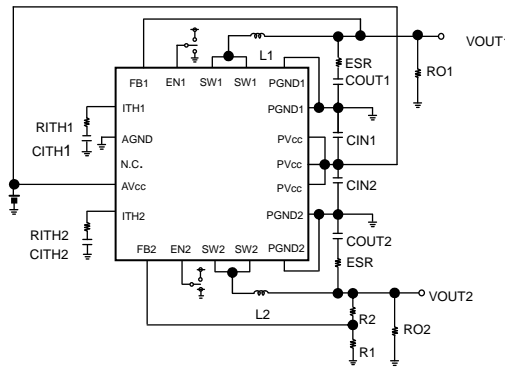 VOUT1
L1
ESR
COUT1
RO1
FB1 EN1 SW1 SW1 PGND1
ITH1
PGND1
RITH1
CITH1
AGND
PVcc
CIN1
N.C.
PVcc
AVcc
PVcc
CIN2
ITH2
PGND2
RITH2
CITH2
COUT2
FB2 EN2 SW2 SW2 PGND2
ESR
VOUT2
L2
R2
RO2
R1